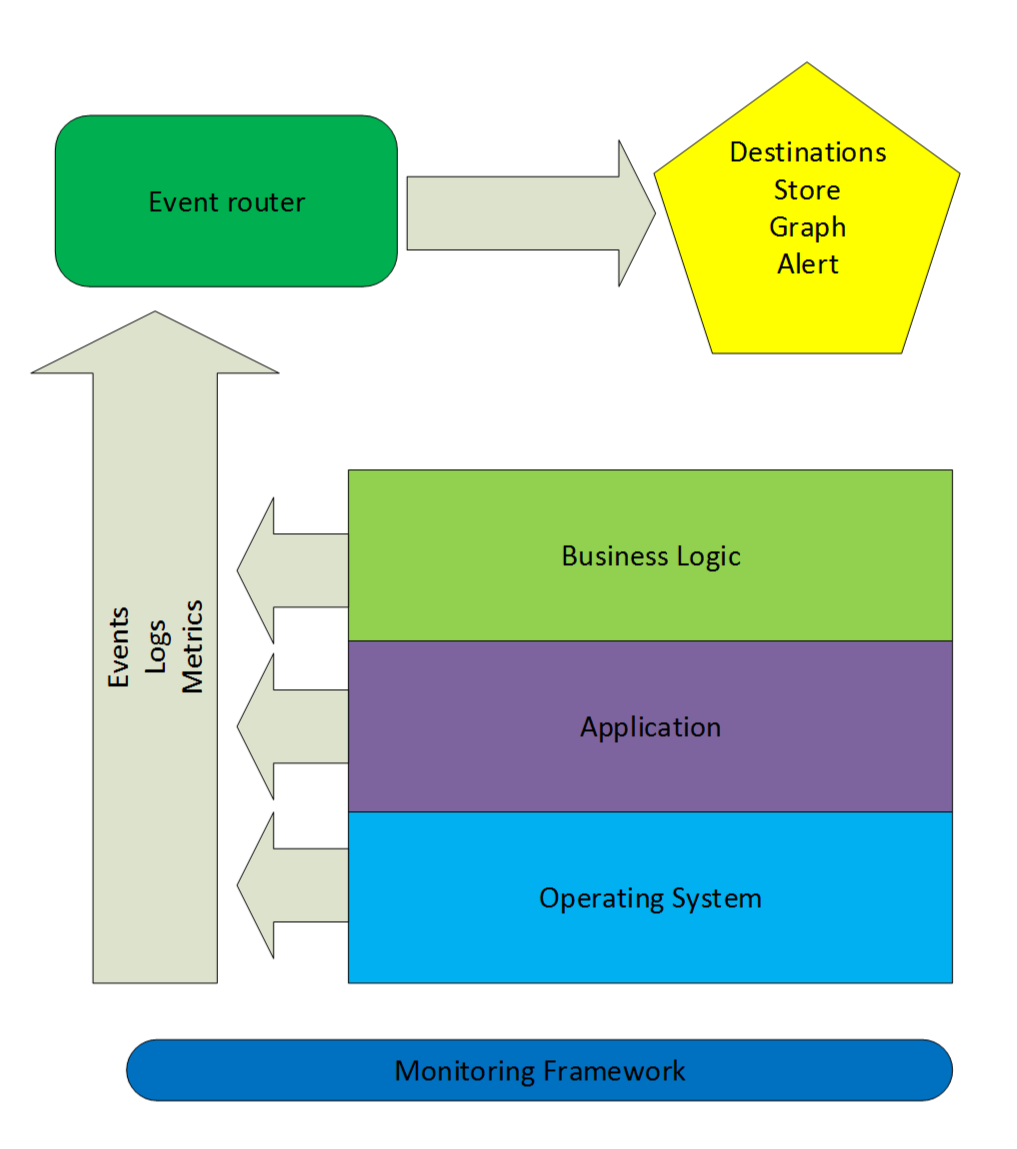 Event router
Destinations
Store
Graph
Alert
Events
Logs
Metrics
Business Logic
Application
Operating System
Monitoring Framework